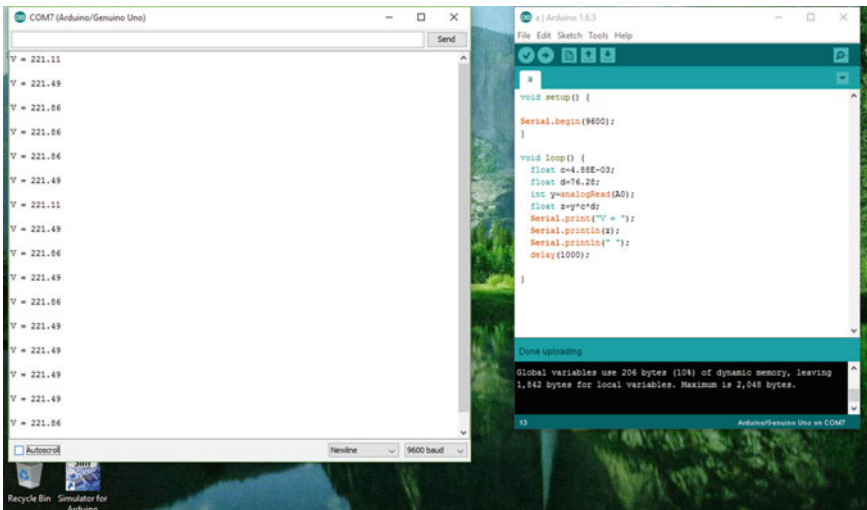 COM7 (Arduino/Genuino Uno)
Send
V = 221.11
V = 221.49
V = 221.86
V = 221.86
V = 221.86
V = 221.49
V = 221.11
V = 221.49
V = 221.86
V = 221.49
V = 221.86
V = 221.49
V = 221.49
V = 221.49
V = 221.49
V = 221.86
Autoscroll
Newline
9600 baud
a | Arduino 1.6.5
File Edit Sketch Tools Help
a
void setup() {
Serial.begin(9600);
}
void loop() {
float c=4.88E-03;
float d=76.28;
int y=analogRead(A0);
float z=y*c*d;
Serial.print("V = ");
Serial.println(z);
Serial.println(" ");
delay(1000);
}
Done uploading.
Global variables use 206 bytes (10%) of dynamic memory, leaving
1,842 bytes for local variables. Maximum is 2,048 bytes.
13
Arduino/Genuino Uno on COM7
Recycle Bin
Simulator for
Arduino